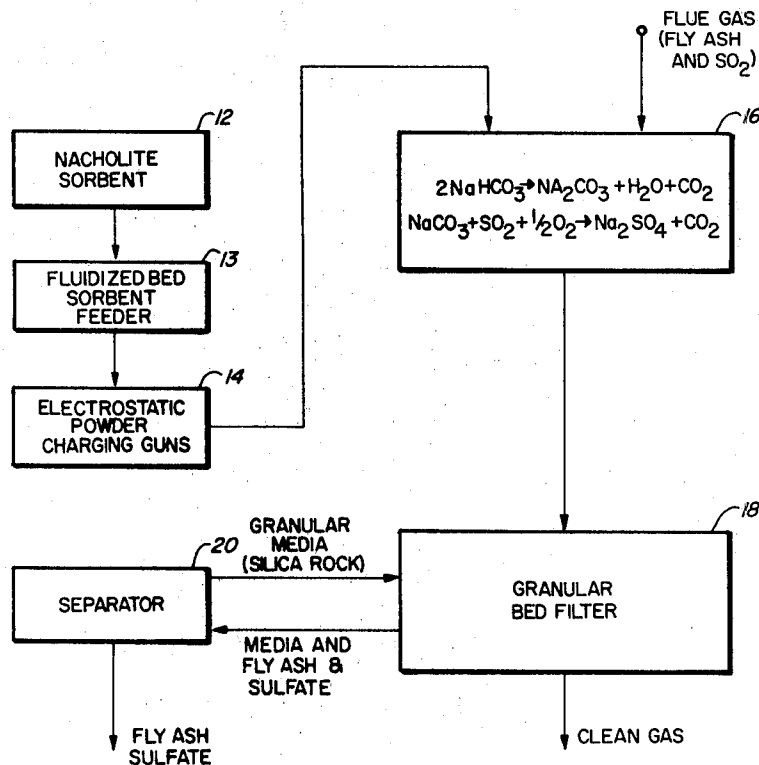 FLUE GAS
(FLY ASH
AND SO₂)
12
NACHOLITE
SORBENT
16
2NaHCO₃→NA₂CO₃+H₂O+CO₂
NaCO₃+SO₂+1/2O₂→Na₂SO₄+CO₂
13
FLUIDIZED BED
SORBENT
FEEDER
14
ELECTROSTATIC
POWDER
CHARGING GUNS
18
GRANULAR
BED FILTER
GRANULAR
MEDIA
(SILICA ROCK)
20
SEPARATOR
MEDIA AND
FLY ASH &
SULFATE
FLY ASH
SULFATE
CLEAN GAS